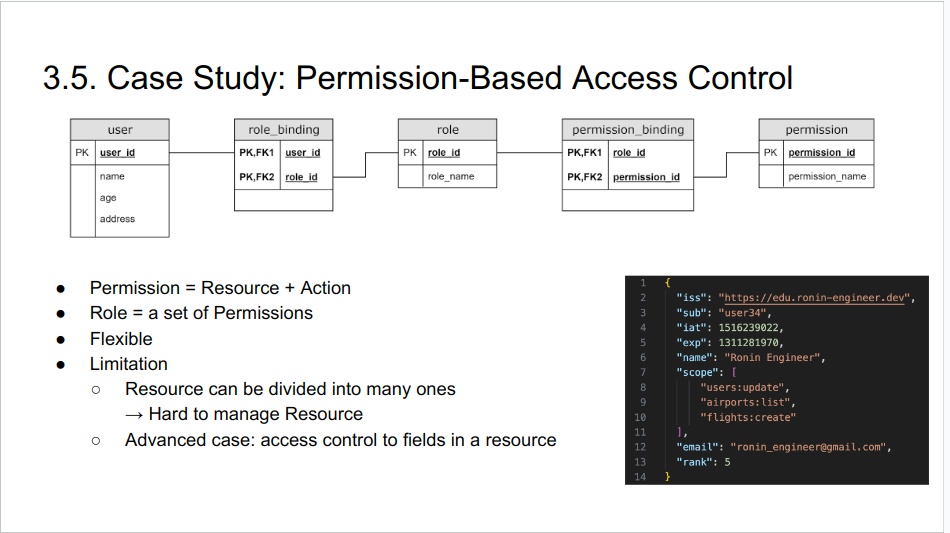 3.5. Case Study: Permission-Based Access Control
user
PK user_id
name
age
address
role_binding
PK,FK1 user_id
PK,FK2 role_id
role
PK role_id
role_name
permission_binding
PK,FK1 role_id
PK,FK2 permission_id
permission
PK permission_id
permission_name
● Permission = Resource + Action
● Role = a set of Permissions
● Flexible
● Limitation
○ Resource can be divided into many ones
→ Hard to manage Resource
○ Advanced case: access control to fields in a resource
1 {
2 "iss": "https://edu.ronin-engineer.dev",
3 "sub": "user34",
4 "iat": 1516239022,
5 "exp": 1311281970,
6 "name": "Ronin Engineer",
7 "scope": [
8 "users:update",
9 "airports:list",
10 "flights:create"
11 ],
12 "email": "ronin_engineer@gmail.com",
13 "rank": 5
14 }